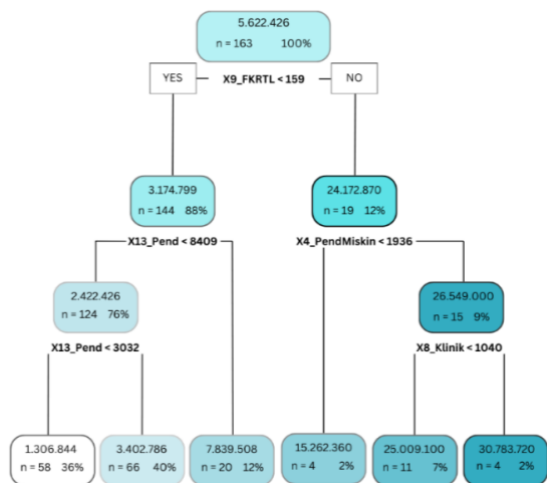 5.622.426
n = 163 100%
YES
X9_FKRTL < 159
NO
3.174.799
n = 144 88%
24.172.870
n = 19 12%
X13_Pend < 8409
X4_PendMiskin < 1936
2.422.426
n = 124 76%
26.549.000
n = 15 9%
X13_Pend < 3032
X8_Klinik < 1040
1.306.844
n = 58 36%
3.402.786
n = 66 40%
7.839.508
n = 20 12%
15.262.360
n = 4 2%
25.009.100
n = 11 7%
30.783.720
n = 4 2%